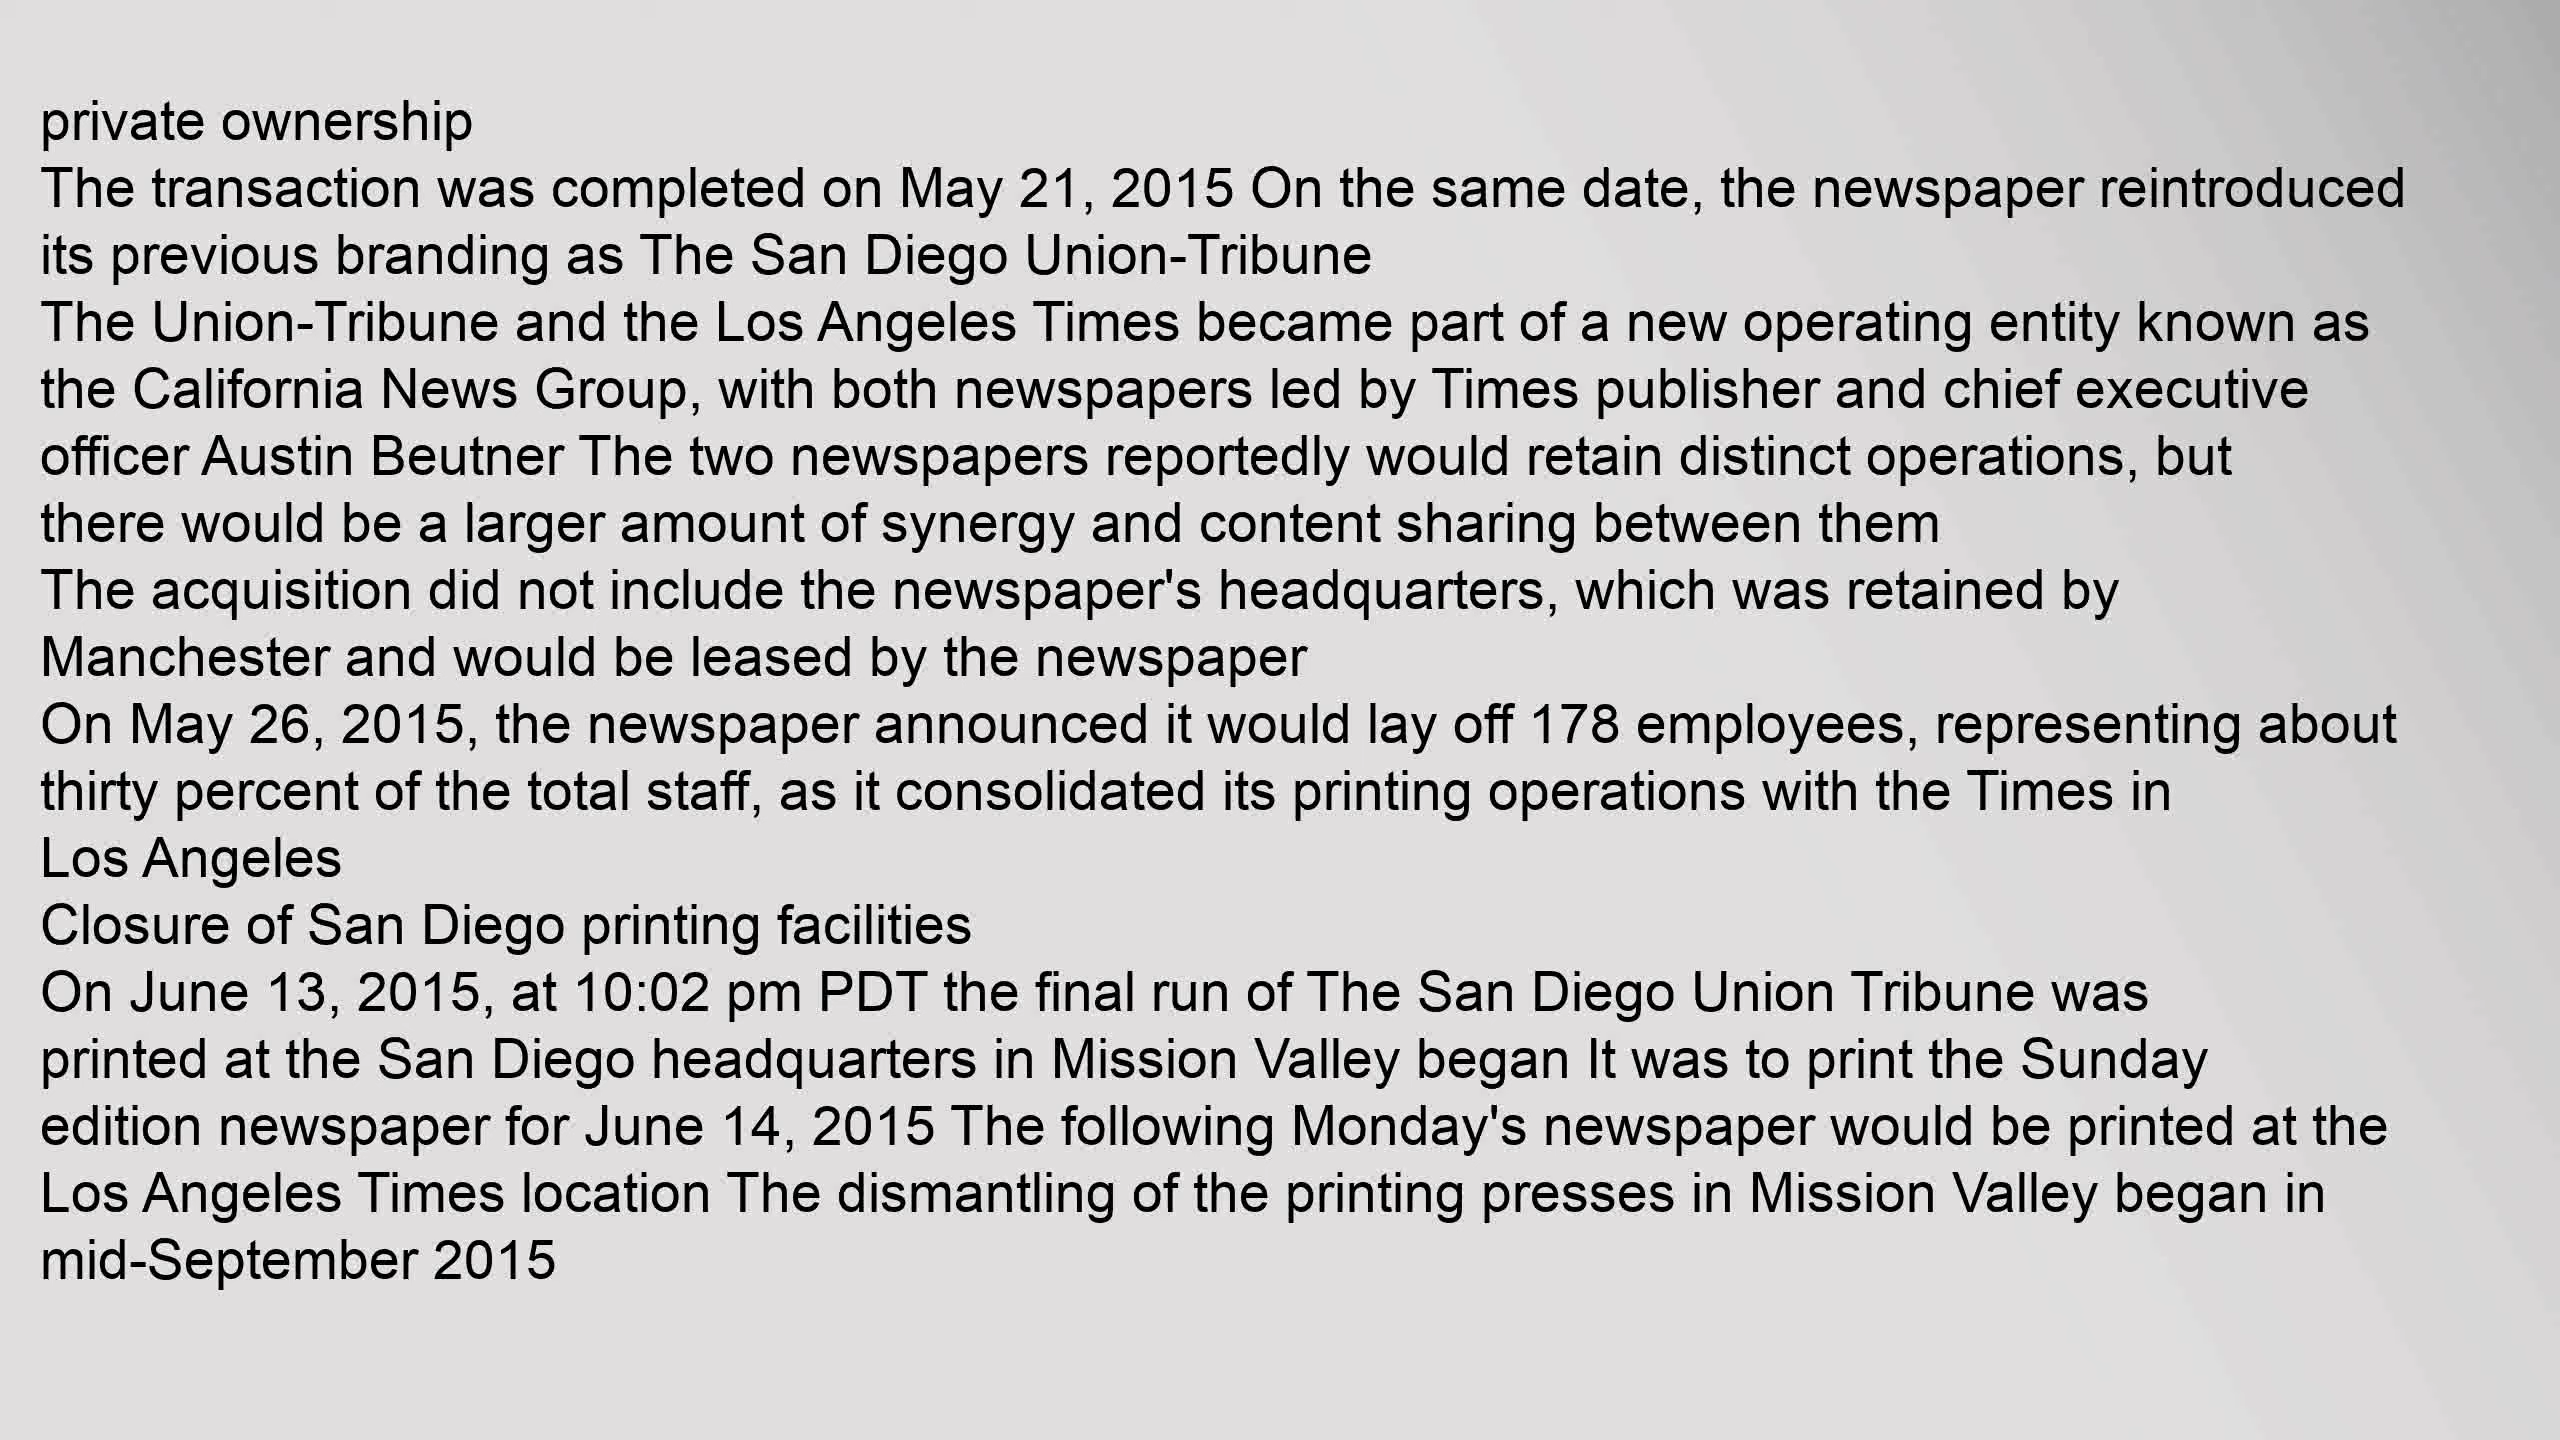 private ownership
The transaction was completed on May 21, 2015 On the same date, the newspaper reintroduced
its previous branding as The San Diego Union-Tribune
The Union-Tribune and the Los Angeles Times became part of a new operating entity known as
the California News Group, with both newspapers led by Times publisher and chief executive
officer Austin Beutner The two newspapers reportedly would retain distinct operations, but
there would be a larger amount of synergy and content sharing between them
The acquisition did not include the newspaper's headquarters, which was retained by
Manchester and would be leased by the newspaper
On May 26, 2015, the newspaper announced it would lay off 178 employees, representing about
thirty percent of the total staff, as it consolidated its printing operations with the Times in
Los Angeles
Closure of San Diego printing facilities
On June 13, 2015, at 10:02 pm PDT the final run of The San Diego Union Tribune was
printed at the San Diego headquarters in Mission Valley began It was to print the Sunday
edition newspaper for June 14, 2015 The following Monday's newspaper would be printed at the
Los Angeles Times location The dismantling of the printing presses in Mission Valley began in
mid-September 2015